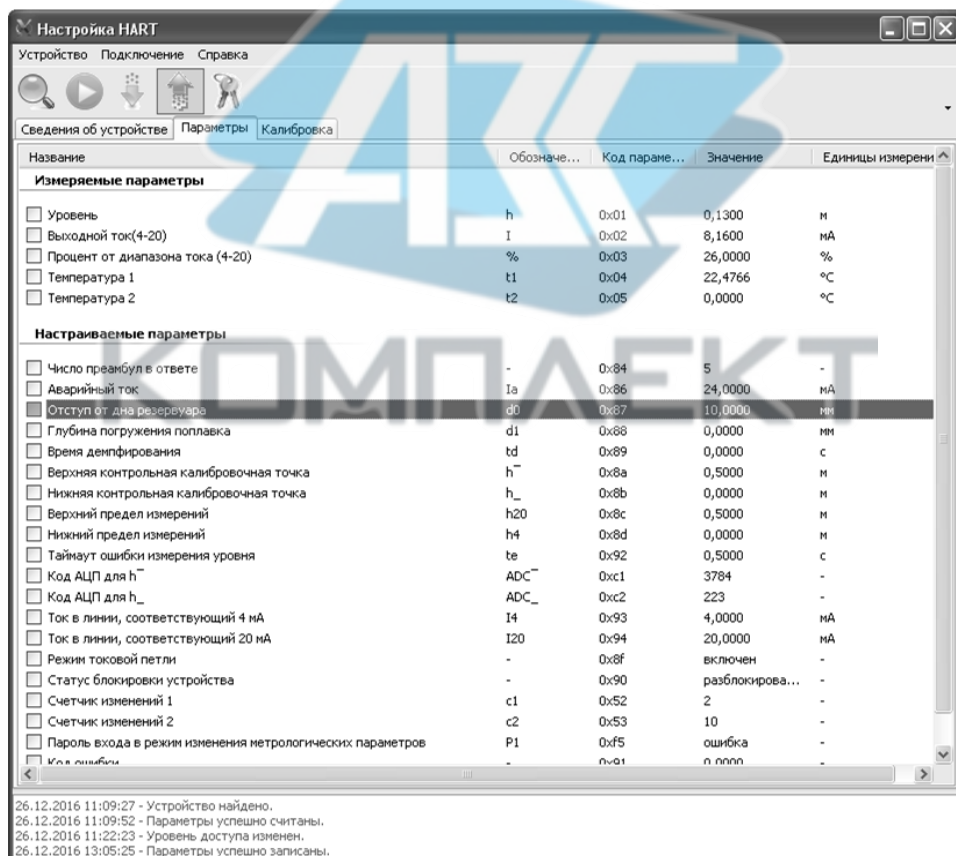 Настройка HART
Устройство Подключение Справка
Сведения об устройстве Параметры Калибровка
Название Обозначе... Код параме... Значение Единицы измерени
Измеряемые параметры
Уровень h 0x01 0,1300 м
Выходной ток(4-20) I 0x02 8,1600 мА
Процент от диапазона тока (4-20) % 0x03 26,0000 %
Температура 1 t1 0x04 22,4766 °C
Температура 2 t2 0x05 0,0000 °C
Настраиваемые параметры
Число преамбул в ответе - 0x84 5 -
Аварийный ток Ia 0x86 24,0000 мА
Отступ от дна резервуара d0 0x87 10,0000 мм
Глубина погружения поплавка d1 0x88 0,0000 мм
Время демпфирования td 0x89 0,0000 с
Верхняя контрольная калибровочная точка h¯ 0x8a 0,5000 м
Нижняя контрольная калибровочная точка h_ 0x8b 0,0000 м
Верхний предел измерений h20 0x8c 0,5000 м
Нижний предел измерений h4 0x8d 0,0000 м
Таймаут ошибки измерения уровня te 0x92 0,5000 с
Код АЦП для h¯ ADC¯ 0xc1 3784 -
Код АЦП для h_ ADC_ 0xc2 223 -
Ток в линии, соответствующий 4 мА I4 0x93 4,0000 мА
Ток в линии, соответствующий 20 мА I20 0x94 20,0000 мА
Режим токовой петли - 0x8f включен -
Статус блокировки устройства - 0x90 разблокирова... -
Счетчик изменений 1 c1 0x52 2 -
Счетчик изменений 2 c2 0x53 10 -
Пароль входа в режим изменения метрологических параметров P1 0xf5 ошибка -
Код ошибки - 0x91 0,0000 -
26.12.2016 11:09:27 - Устройство найдено.
26.12.2016 11:09:52 - Параметры успешно считаны.
26.12.2016 11:22:23 - Уровень доступа изменен.
26.12.2016 13:05:25 - Параметры успешно записаны.
АЗС
КОМПЛЕКТ